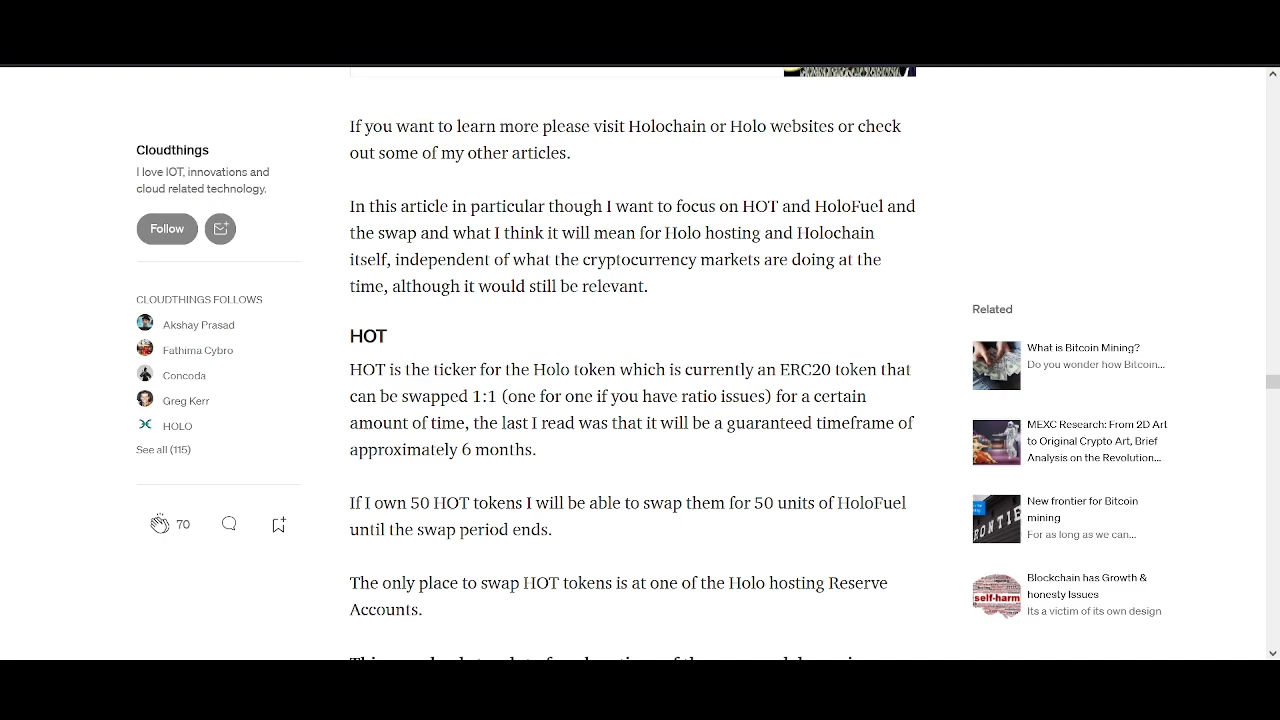 If you want to learn more please visit Holochain or Holo websites or check
out some of my other articles.
Cloudthings
I love IOT, innovations and
cloud related technology.
Follow
In this article in particular though I want to focus on HOT and HoloFuel and
the swap and what I think it will mean for Holo hosting and Holochain
itself, independent of what the cryptocurrency markets are doing at the
time, although it would still be relevant.
CLOUDTHINGS FOLLOWS
Akshay Prasad
Fathima Cybro
Concoda
Greg Kerr
HOLO
See all (115)
70
HOT
HOT is the ticker for the Holo token which is currently an ERC20 token that
can be swapped 1:1 (one for one if you have ratio issues) for a certain
amount of time, the last I read was that it will be a guaranteed timeframe of
approximately 6 months.
If I own 50 HOT tokens I will be able to swap them for 50 units of HoloFuel
until the swap period ends.
The only place to swap HOT tokens is at one of the Holo hosting Reserve
Accounts.
Related
What is Bitcoin Mining?
Do you wonder how Bitcoin...
MEXC Research: From 2D Art
to Original Crypto Art, Brief
Analysis on the Revolution...
New frontier for Bitcoin
mining
For as long as we can...
Blockchain has Growth &
honesty Issues
Its a victim of its own design
self-harm